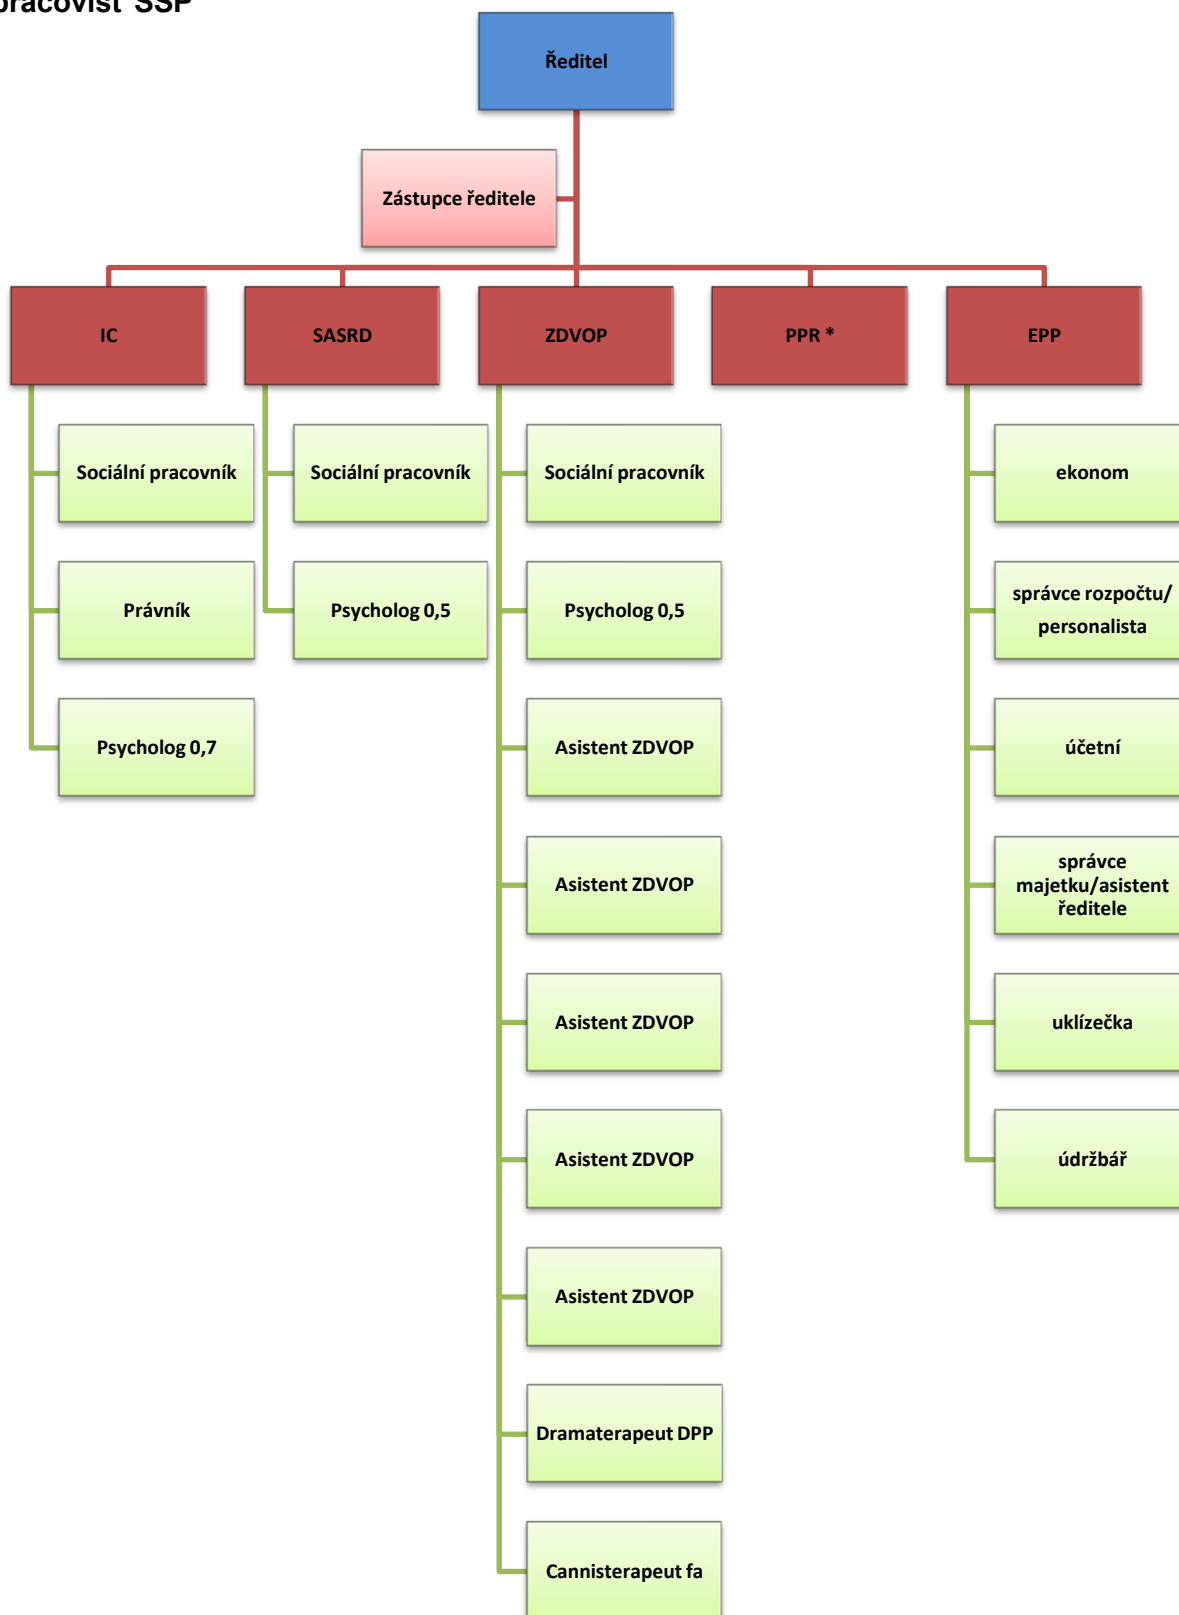 pracovišť SSP
Ředitel
Zástupce ředitele
IC
SASRD
ZDVOP
PPR *
EPP
Sociální pracovník
Sociální pracovník
Sociální pracovník
ekonom
Právník
Psycholog 0,5
Psycholog 0,5
správce rozpočtu/
personalista
Psycholog 0,7
Asistent ZDVOP
účetní
Asistent ZDVOP
správce
majetku/asistent
ředitele
Asistent ZDVOP
uklízečka
Asistent ZDVOP
údržbář
Asistent ZDVOP
Dramaterapeut DPP
Cannisterapeut fa